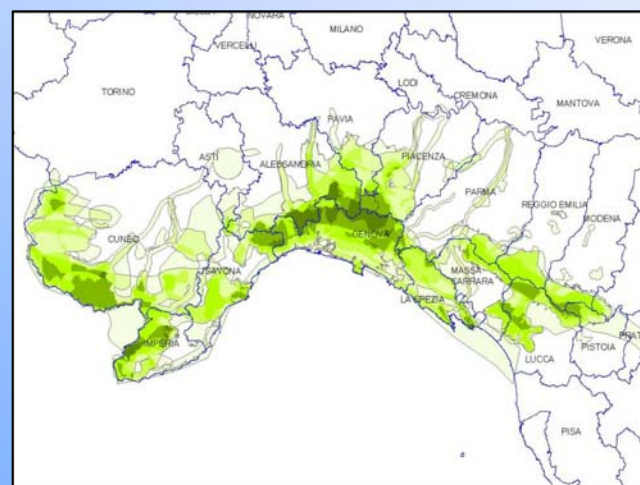 NOVARA
MILANO
VERONA
VERCELLI
LODI
CREMONA
TORINO
MANTOVA
PAVIA
ASTI
ALESSANDRIA
PIACENZA
PARMA
REGGIO EMILIA
MODENA
CUNEO
GENOVA
SAVONA
MASSA
CARRARA
LA SPEZIA
IMPERIA
LUCCA
PISTOIA
PRAT
PISA